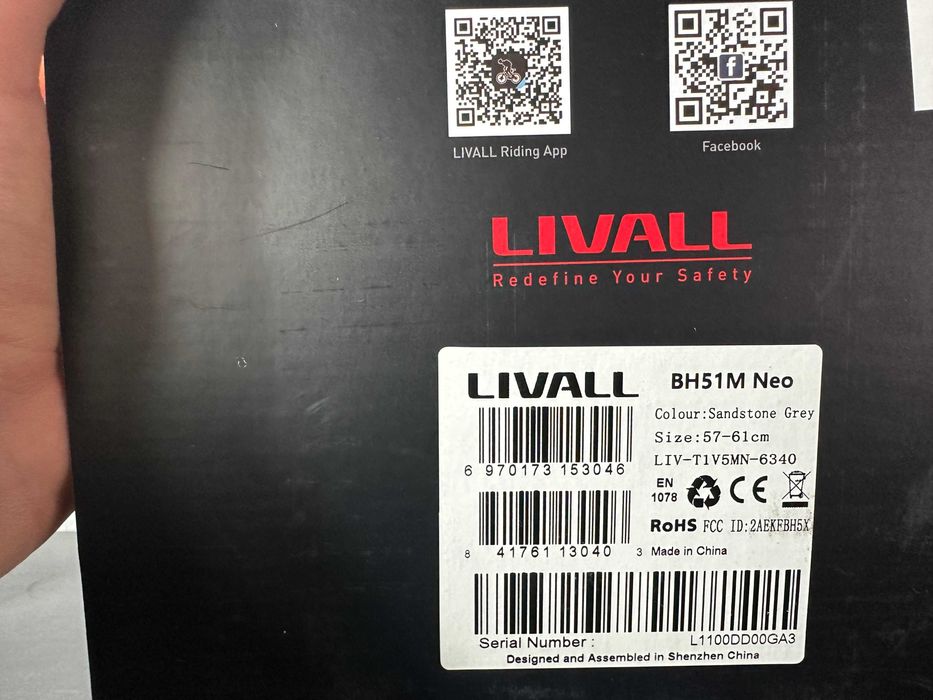 LIVALL Riding App
Facebook
LIVALL
Redefine Your Safety
LIVALL BH51M Neo
Colour:Sandstone Grey
Size:57-61cm
LIV-T1V5MN-6340
6 970173 153046
EN
1078
CE
RoHS FCC ID:2AEKFBH5X
8 41761 13040 3
Made in China
Serial Number : L1100DD00GA3
Designed and Assembled in Shenzhen China